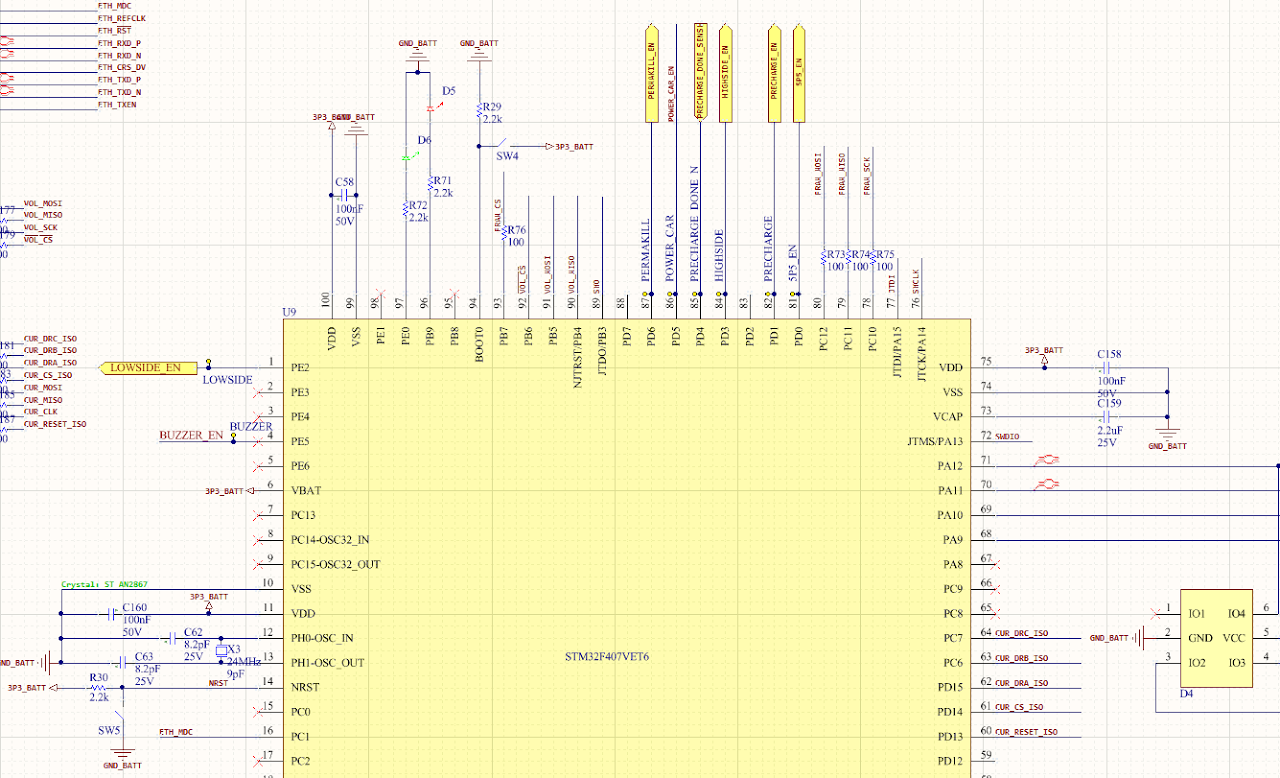 ETH_MDC
ETH_REFCLK
ETH_RST
ETH_RXD_P
ETH_RXD_N
ETH_CRS_DV
ETH_TXD_P
ETH_TXD_N
ETH_TXEN
GND_BATT
GND_BATT
D5
D6
R29
2.2k
SW4
3P3_BATT
3P3_BATT
C58
100nF
50V
R71
2.2k
R72
2.2k
FRAM_CS
R76
100
VOL_CS
VOL_MOSI
VOL_MISO
SWO
PERMAKILL_EN
POWER_CAR_EN
PRECHARGE_DONE_SENSE
HIGHSIDE_EN
PRECHARGE_EN
5P5_EN
PERMAKILL
POWER_CAR
PRECHARGE_DONE_N
HIGHSIDE
PRECHARGE
5P5_EN
FRAM_MOSI
FRAM_MISO
FRAM_SCK
R73
100
R74
100
R75
100
JTDI
SWCLK
VOL_MOSI
VOL_MISO
VOL_SCK
VOL_CS
100 99 98 97 96 95 94 93 92 91 90 89 88 87 86 85 84 83 82 81 80 79 78 77 76
U9
VDD VSS PE1 PE0 PB9 PB8 BOOT0 PB7 PB6 PB5 NJTRST/PB4 JTDO/PB3 PD7 PD6 PD5 PD4 PD3 PD2 PD1 PD0 PC12 PC11 PC10 JTDI/PA15 JTCK/PA14
CUR_DRC_ISO
CUR_DRB_ISO
CUR_DRA_ISO
CUR_CS_ISO
CUR_MOSI
CUR_MISO
CUR_CLK
CUR_RESET_ISO
LOWSIDE_EN
LOWSIDE
BUZZER
BUZZER_EN
3P3_BATT
1 PE2
2 PE3
3 PE4
4 PE5
5 PE6
6 VBAT
7 PC13
8 PC14-OSC32_IN
9 PC15-OSC32_OUT
10 VSS
11 VDD
12 PH0-OSC_IN
13 PH1-OSC_OUT
14 NRST
15 PC0
16 PC1
17 PC2
Crystal: ST AN2867
3P3_BATT
C160
100nF
50V
C62
8.2pF
25V
X3
24MHz
9pF
C63
8.2pF
25V
3P3_BATT
R30
2.2k
NRST
SW5
GND_BATT
ETH_MDC
STM32F407VET6
VDD 75
VSS 74
VCAP 73
JTMS/PA13 72 SWDIO
PA12 71
PA11 70
PA10 69
PA9 68
PA8 67
PC9 66
PC8 65
PC7 64 CUR_DRC_ISO
PC6 63 CUR_DRB_ISO
PD15 62 CUR_DRA_ISO
PD14 61 CUR_CS_ISO
PD13 60 CUR_RESET_ISO
PD12 59
3P3_BATT
C158
100nF
50V
C159
2.2uF
25V
GND_BATT
GND_BATT
1 IO1 IO4 6
2 GND VCC 5
3 IO2 IO3 4
D4